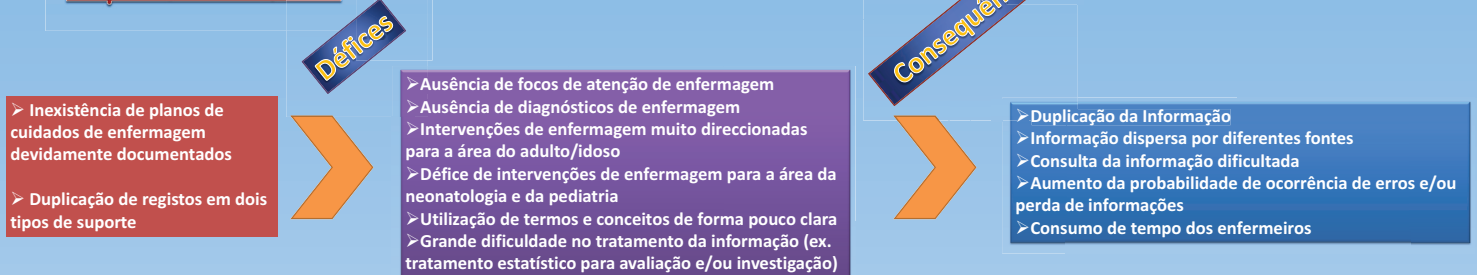 Défices
➢ Inexistência de planos de
cuidados de enfermagem
devidamente documentados
➢ Duplicação de registos em dois
tipos de suporte
➢Ausência de focos de atenção de enfermagem
➢Ausência de diagnósticos de enfermagem
➢Intervenções de enfermagem muito direccionadas
para a área do adulto/idoso
➢Défice de intervenções de enfermagem para a área da
neonatologia e da pediatria
➢Utilização de termos e conceitos de forma pouco clara
➢Grande dificuldade no tratamento da informação (ex.
tratamento estatístico para avaliação e/ou investigação)
➢Duplicação da Informação
➢Informação dispersa por diferentes fontes
➢Consulta da informação dificultada
➢Aumento da probabilidade de ocorrência de erros e/ou
perda de informações
➢Consumo de tempo dos enfermeiros